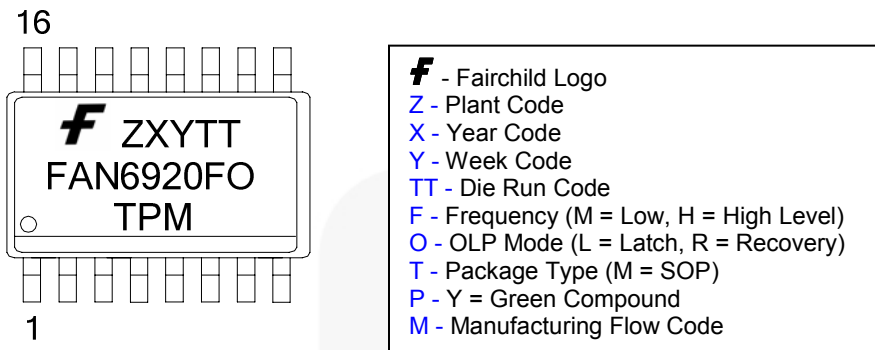 16
ZXYTT
FAN6920FO
TPM
1
- Fairchild Logo
Z - Plant Code
X - Year Code
Y - Week Code
TT - Die Run Code
F - Frequency (M = Low, H = High Level)
O - OLP Mode (L = Latch, R = Recovery)
T - Package Type (M = SOP)
P - Y = Green Compound
M - Manufacturing Flow Code